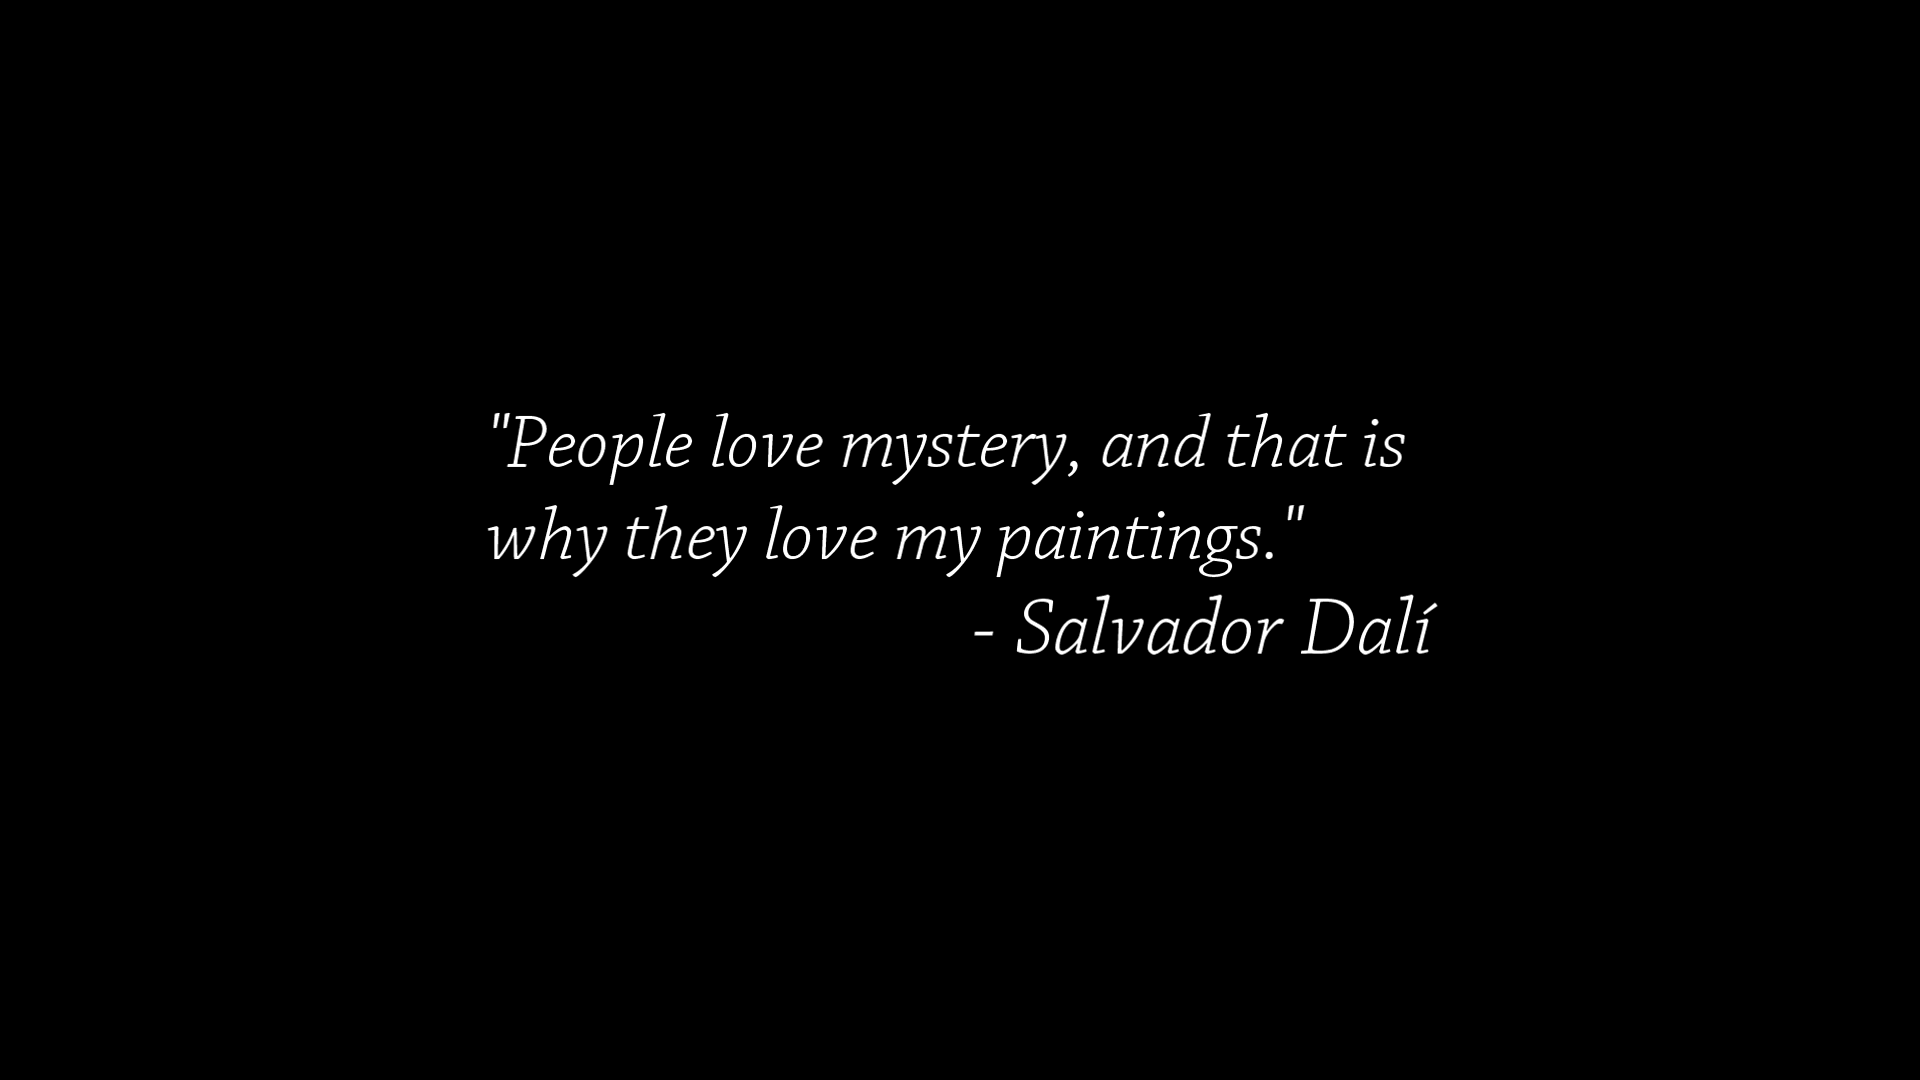 "People love mystery, and that is
why they love my paintings."
- Salvador Dalí